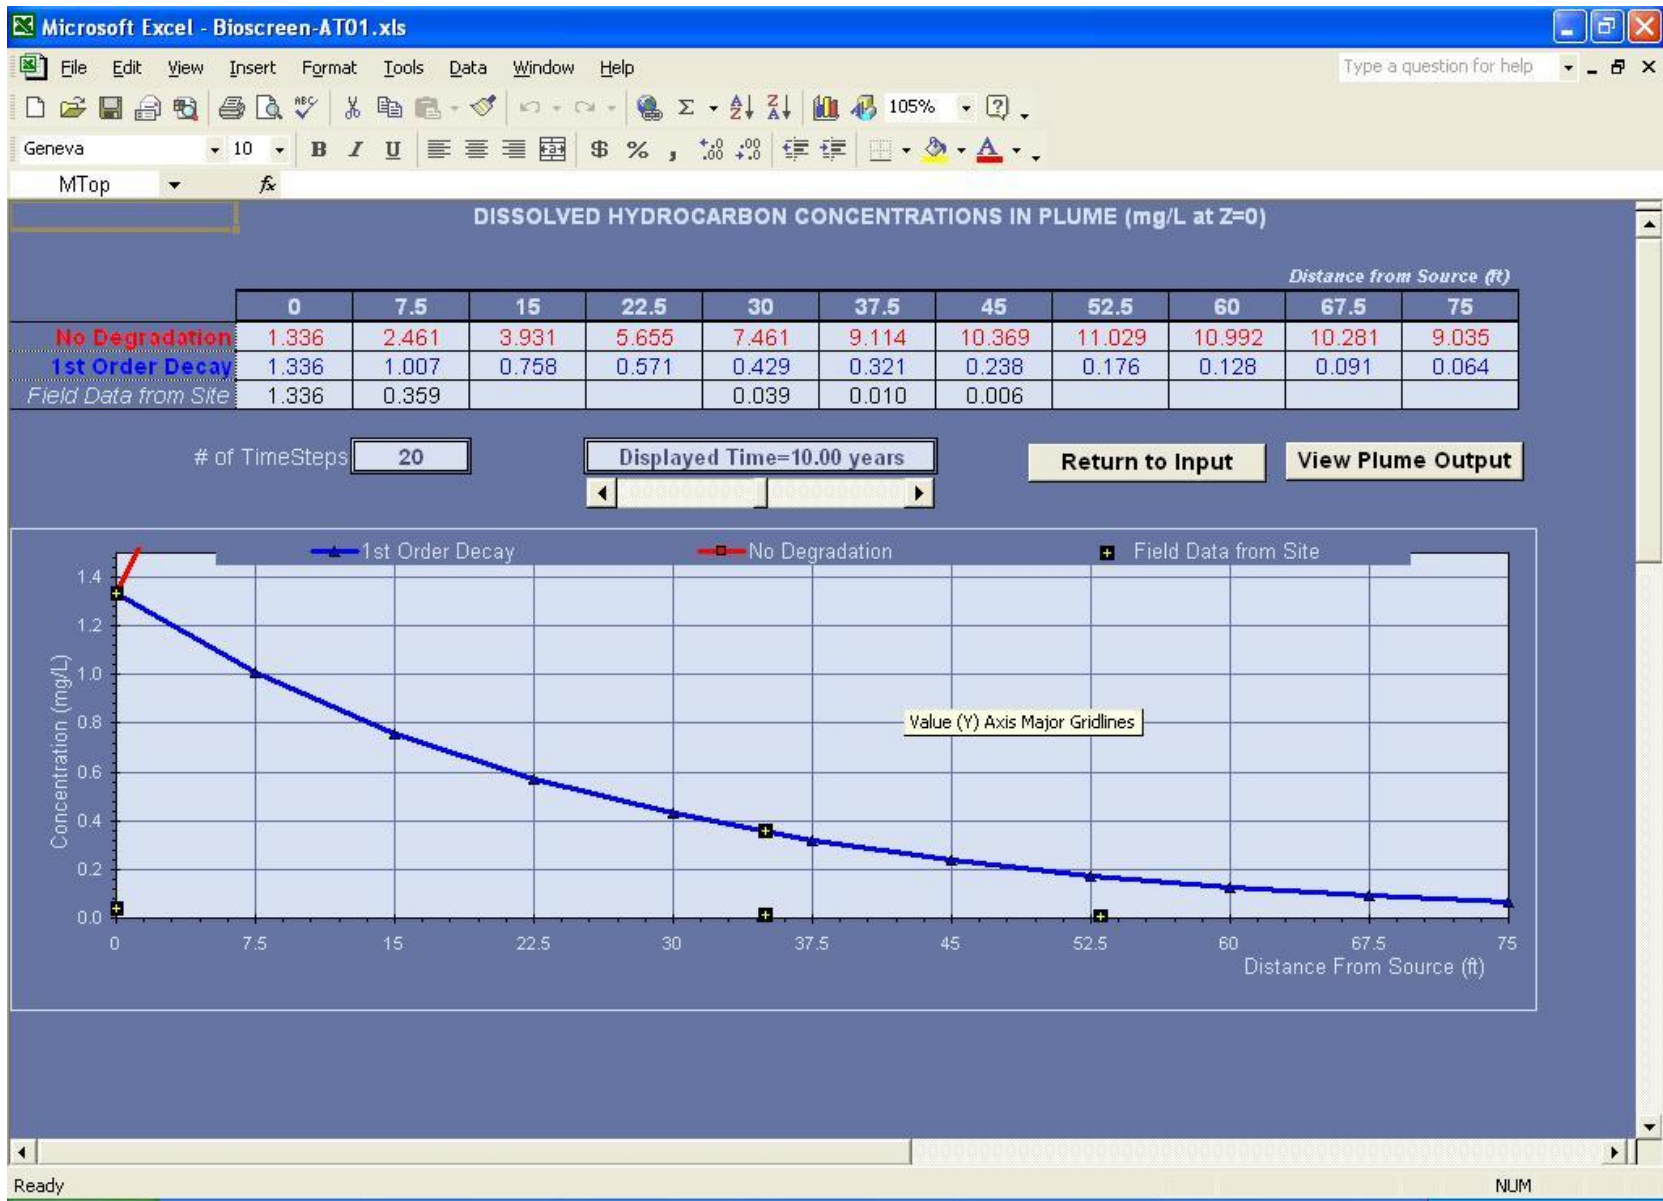 Microsoft Excel - Bioscreen-AT01.xls
File Edit View Insert Format Tools Data Window Help Type a question for help
105%
Geneva 10 B I U $ % ,
MTop fx
DISSOLVED HYDROCARBON CONCENTRATIONS IN PLUME (mg/L at Z=0)
Distance from Source (ft)
0 7.5 15 22.5 30 37.5 45 52.5 60 67.5 75
No Degradation 1.336 2.461 3.931 5.655 7.461 9.114 10.369 11.029 10.992 10.281 9.035
1st Order Decay 1.336 1.007 0.758 0.571 0.429 0.321 0.238 0.176 0.128 0.091 0.064
Field Data from Site 1.336 0.359 0.039 0.010 0.006
# of TimeSteps 20 Displayed Time=10.00 years Return to Input View Plume Output
1st Order Decay No Degradation Field Data from Site
1.4
1.2
1.0
0.8
0.6
0.4
0.2
0.0
Concentration (mg/L)
Value (Y) Axis Major Gridlines
0 7.5 15 22.5 30 37.5 45 52.5 60 67.5 75
Distance From Source (ft)
Ready NUM